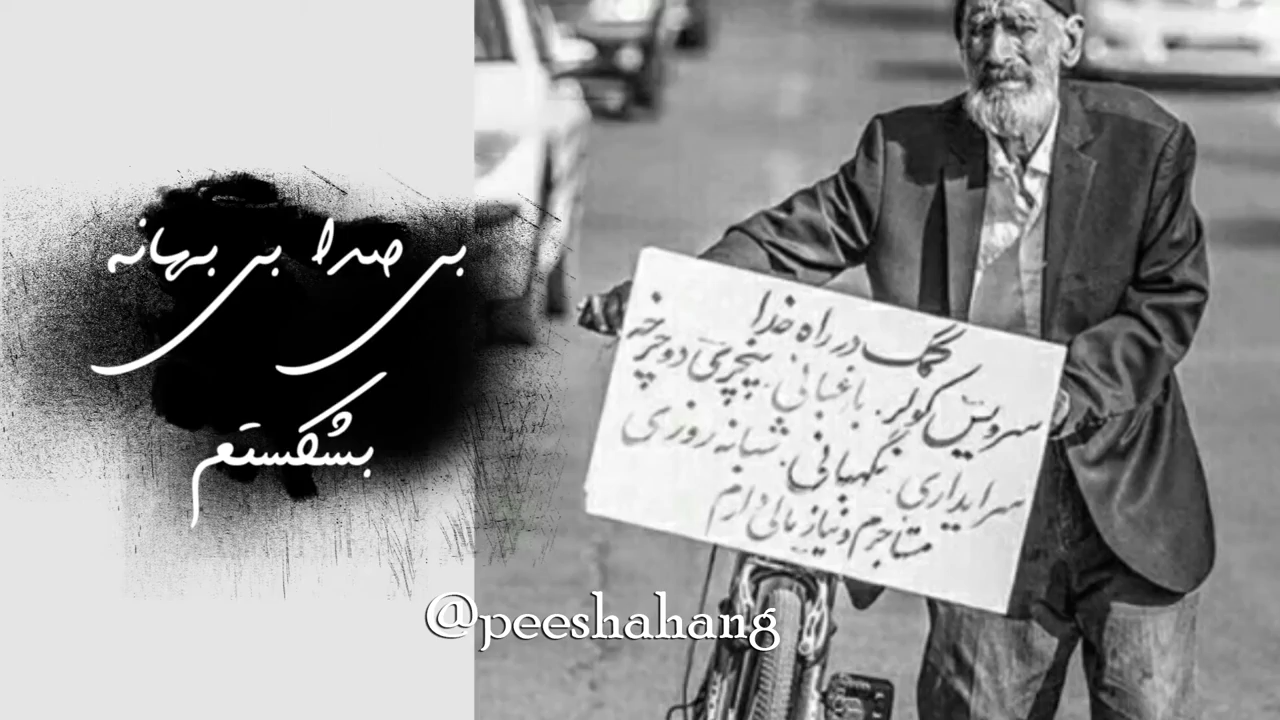 بی صدا بی بهانه
بشکستم
کمک در راه خدا
سرویس کولر. باغبانی. پنچری دوچرخه
سرایداری. نگهبانی. شبانه روزی
مستاجرم و نیاز مالی دارم
@peeshahang